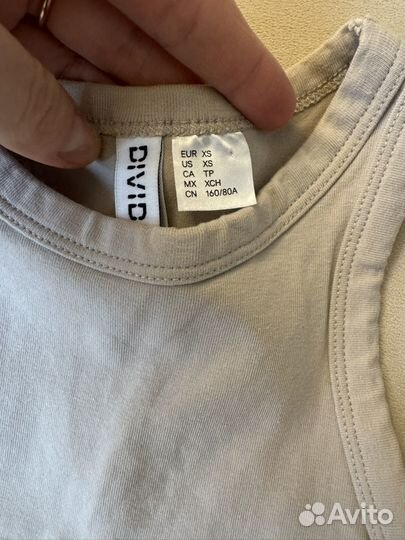 DIVID
EUR XS
US XS
CA TP
MX XCH
CN 160/80A
Avito